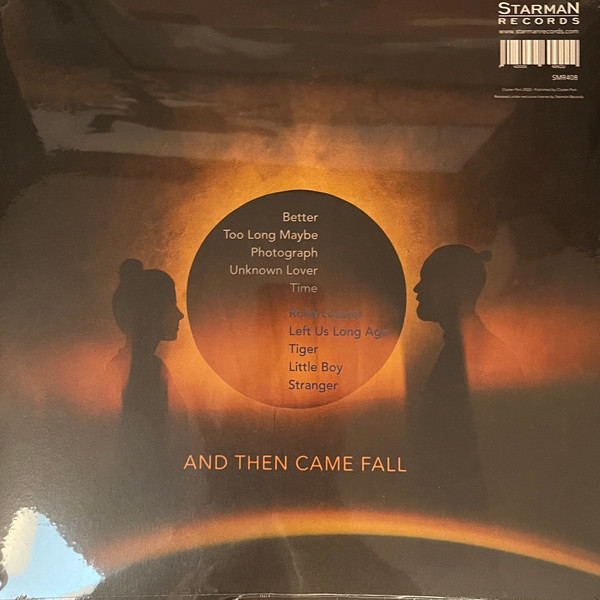 STARMAN
RECORDS
www.starmanrecords.com
SMR408
Better
Too Long Maybe
Photograph
Unknown Lover
Time
Left Us Long Ago
Tiger
Little Boy
Stranger
AND THEN CAME FALL